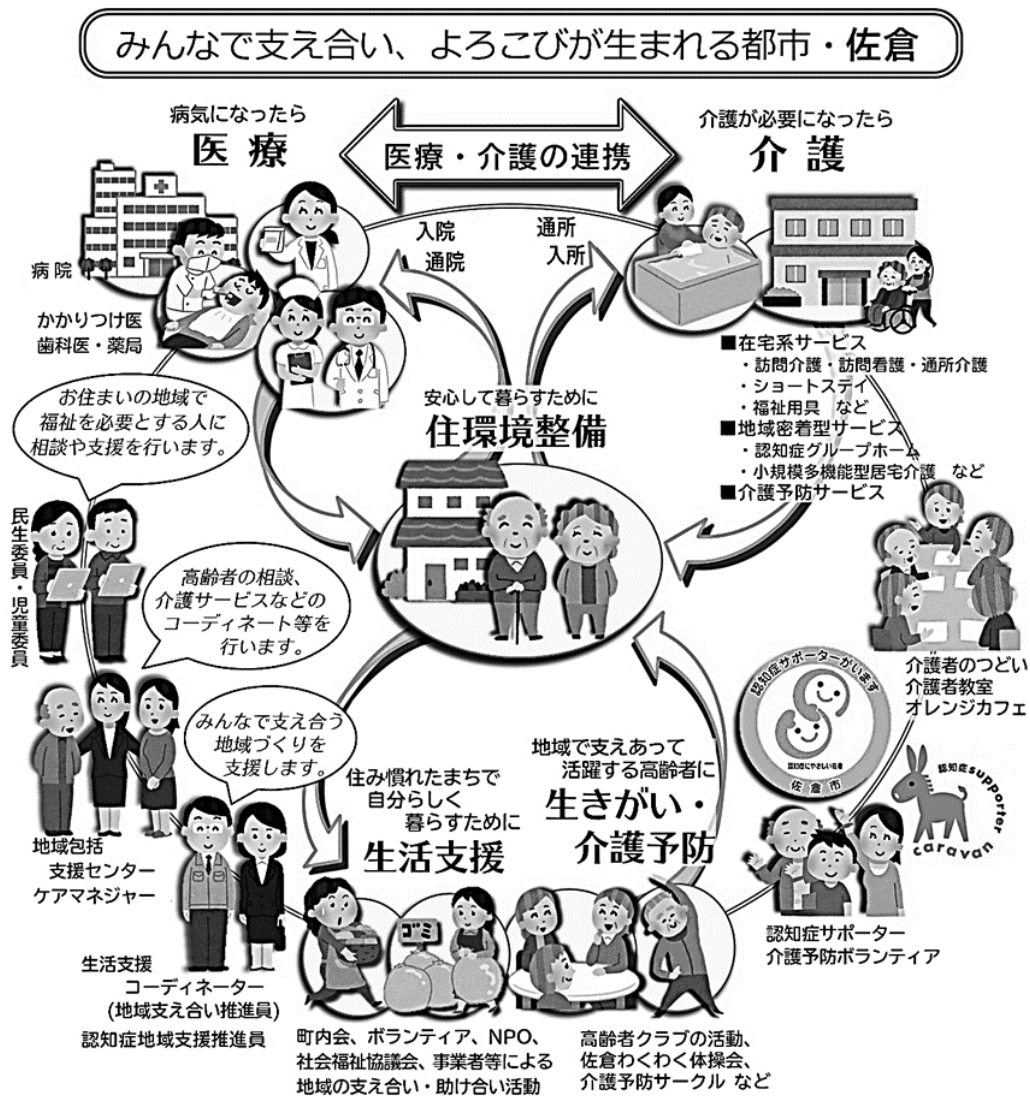 みんなで支え合い、よろこびが生まれる都市・佐倉
病気になったら
医療
医療・介護の連携
介護が必要になったら
介護
病院
かかりつけ医
歯科医・薬局
入院
通院
通所
入所
■在宅系サービス
・訪問介護・訪問看護・通所介護
・ショートステイ
・福祉用具 など
■地域密着型サービス
・認知症グループホーム
・小規模多機能型居宅介護 など
■介護予防サービス
安心して暮らすために
住環境整備
お住まいの地域で
福祉を必要とする人に
相談や支援を行います。
民生委員・児童委員
高齢者の相談、
介護サービスなどの
コーディネート等を
行います。
地域包括
支援センター
ケアマネジャー
みんなで支え合う
地域づくりを
支援します。
生活支援
コーディネーター
(地域支え合い推進員)
認知症地域支援推進員
住み慣れたまちで
自分らしく
暮らすために
生活支援
ゴミ
町内会、ボランティア、NPO、
社会福祉協議会、事業者等による
地域の支え合い・助け合い活動
地域で支えあって
活躍する高齢者に
生きがい・
介護予防
高齢者クラブの活動、
佐倉わくわく体操会、
介護予防サークル など
介護者のつどい
介護者教室
オレンジカフェ
認知症サポーターがいます
認知症にやさしい佐倉
佐倉市
認知症supporter
caravan
認知症サポーター
介護予防ボランティア